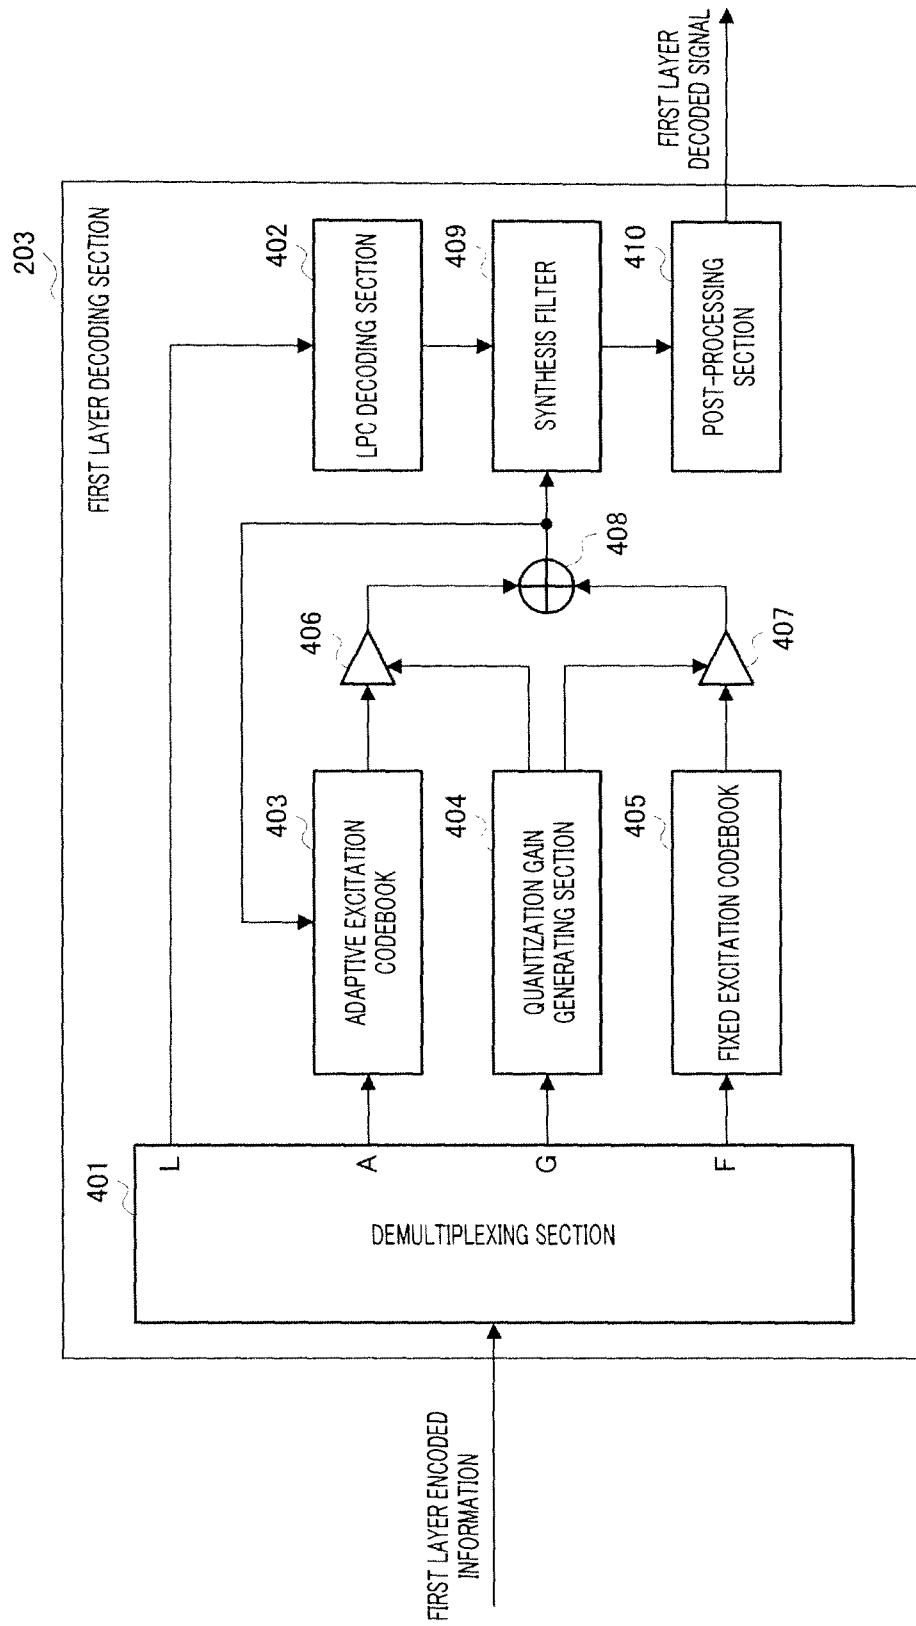 203
FIRST LAYER DECODING SECTION
FIRST LAYER ENCODED
INFORMATION
401
DEMULTIPLEXING SECTION
L
A
G
F
403
ADAPTIVE EXCITATION
CODEBOOK
404
QUANTIZATION GAIN
GENERATING SECTION
405
FIXED EXCITATION CODEBOOK
406
407
408
402
LPC DECODING SECTION
409
SYNTHESIS FILTER
410
POST-PROCESSING
SECTION
FIRST LAYER
DECODED SIGNAL